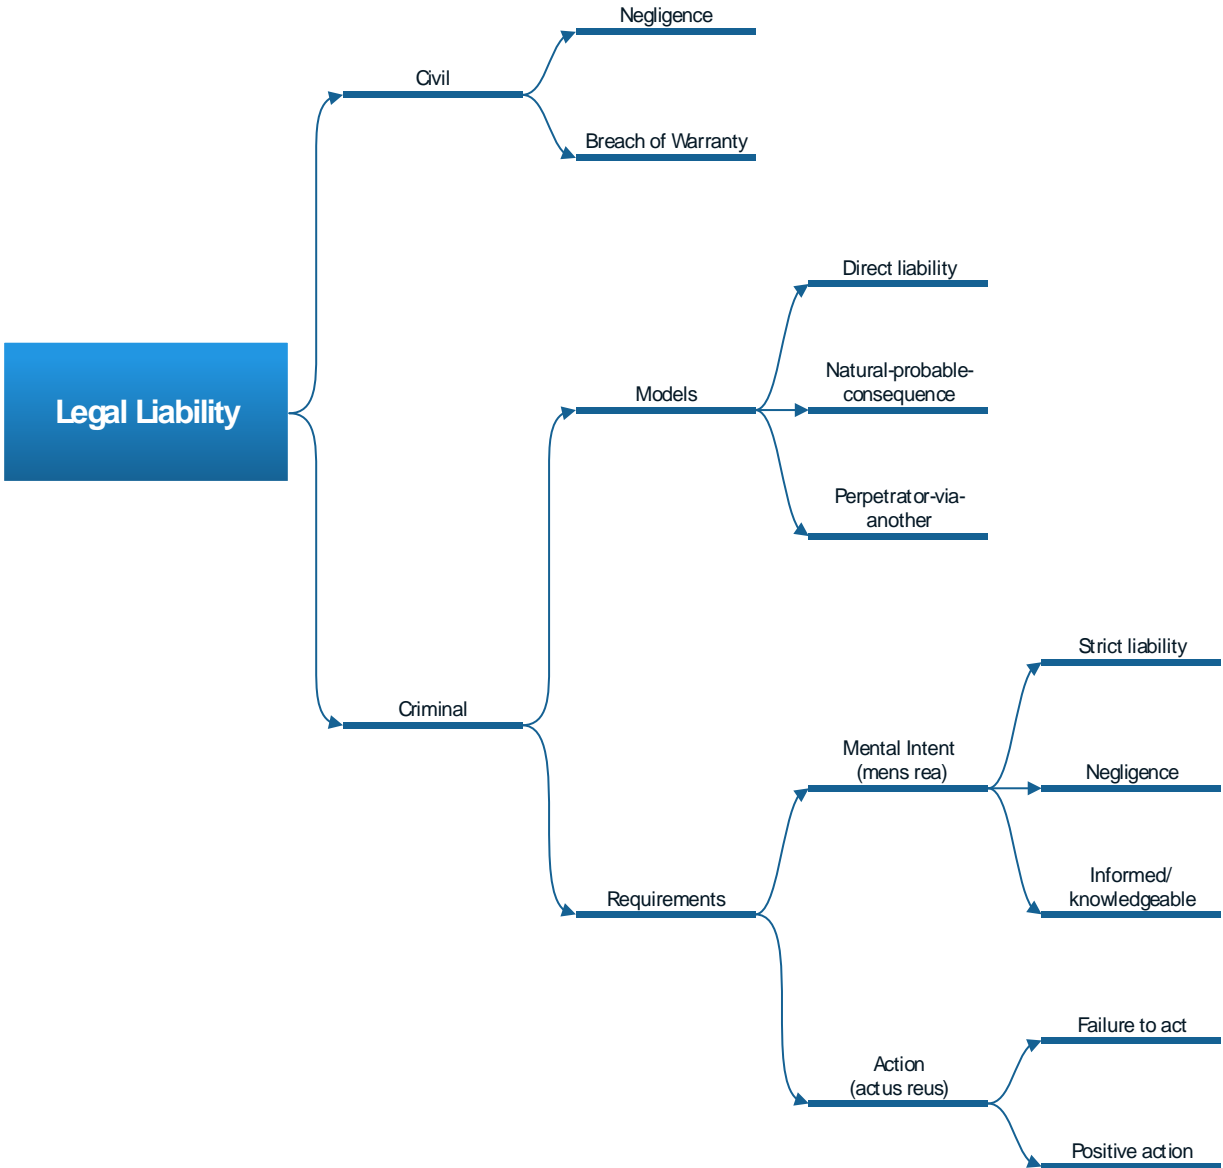 Negligence
Civil
Breach of Warranty
Direct liability
Legal Liability
Models
Natural-probable-
consequence
Perpetrator-via-
another
Strict liability
Criminal
Mental Intent
(mens rea)
Negligence
Requirements
Informed/
knowledgeable
Failure to act
Action
(actus reus)
Positive action